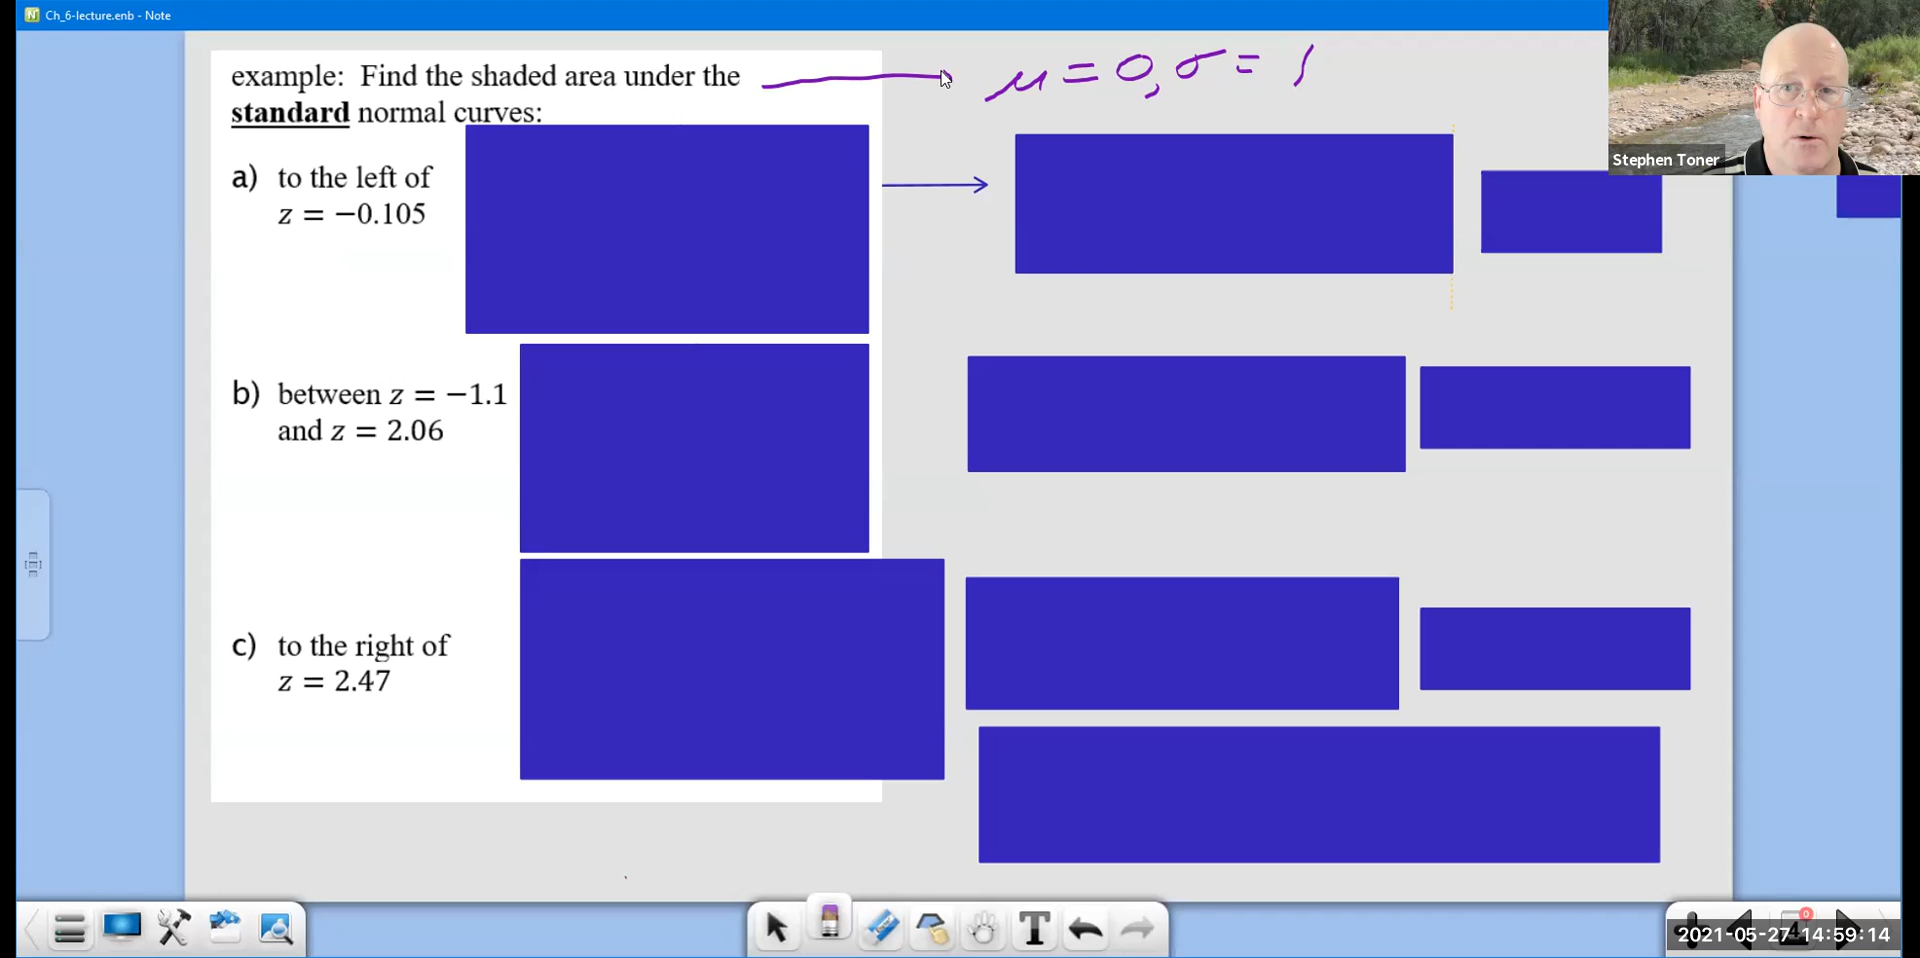 Ch_6-lecture.enb - Note
example: Find the shaded area under the
standard normal curves:
μ = 0, σ = 1
Stephen Toner
a) to the left of
z = −0.105
b) between z = −1.1
and z = 2.06
c) to the right of
z = 2.47
T
0
2021-05-27 14:59:14